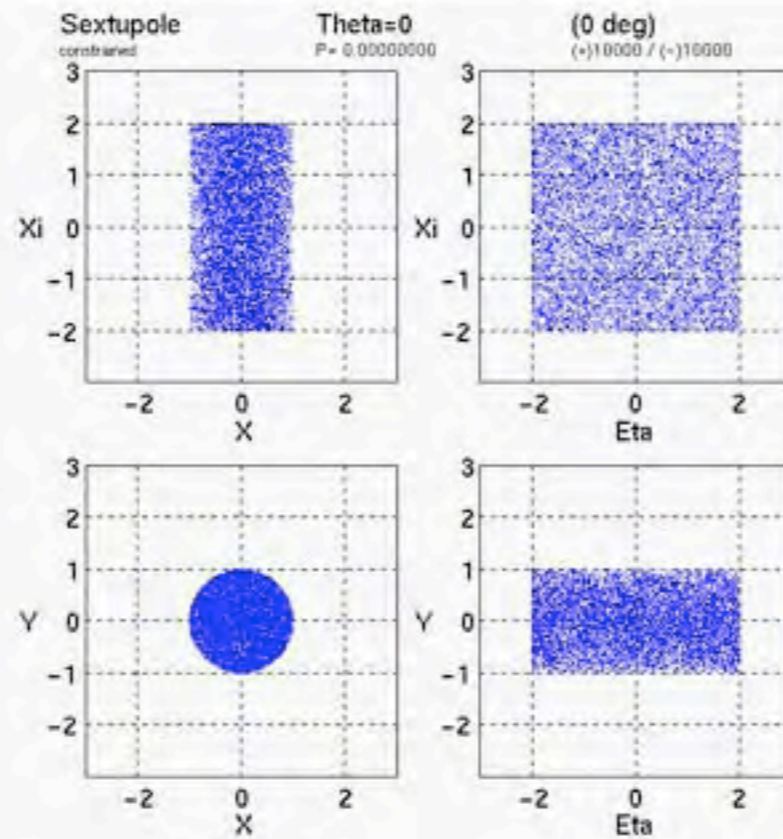 Sextupole Theta=0 (0 deg)
constrained P= 0.00000000 (+)10000 / (-)10000
3 3
2 2
1 1
Xi 0 Xi 0
-1 -1
-2 -2
-2 0 2 -2 0 2
X Eta
3 3
2 2
1 1
Y 0 Y 0
-1 -1
-2 -2
-2 0 2 -2 0 2
X Eta